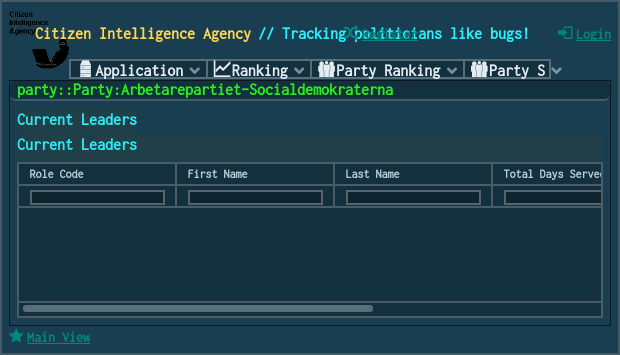 Citizen
Intelligence
Agency
Citizen Intelligence Agency // Tracking politicians like bugs!
Login
Application Ranking Party Ranking Party S
party::Party:Arbetarepartiet-Socialdemokraterna
Current Leaders
Current Leaders
Role Code First Name Last Name Total Days Served
Main View